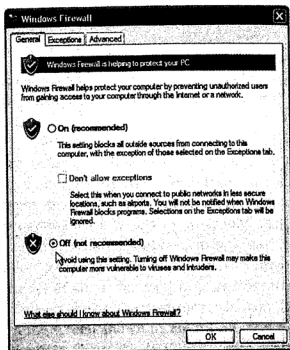 Windows Firewall
General Exceptions Advanced
Windows Firewall is helping to protect your PC
Windows Firewall helps protect your computer by preventing unauthorized users
from gaining access to your computer through the Internet or a network.
On (recommended)
This setting blocks all outside sources from connecting to this
computer, with the exception of those selected on the Exceptions tab.
Don't allow exceptions
Select this when you connect to public networks in less secure
locations, such as airports. You will not be notified when Windows
Firewall blocks programs. Selections on the Exceptions tab will be
ignored.
Off (not recommended)
Avoid using this setting. Turning off Windows Firewall may make this
computer more vulnerable to viruses and intruders.
What else should I know about Windows Firewall?
OK Cancel